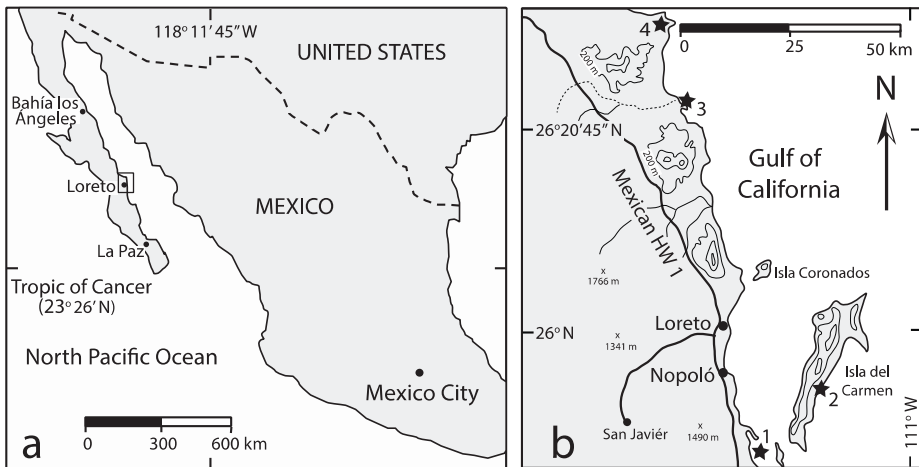 118° 11' 45" W
UNITED STATES
Bahía los
Ángeles
Loreto
MEXICO
La Paz
Tropic of Cancer
(23° 26' N)
North Pacific Ocean
Mexico City
0 300 600 km
a
4
0 25 50 km
200 m
3
N
26° 20' 45" N
200 m
Gulf of
California
Mexican HW 1
x
1766 m
Isla Coronados
Loreto
26° N
x
1341 m
Nopoló
Isla del
Carmen
2
San Javiér
x
1490 m
1
111° W
b